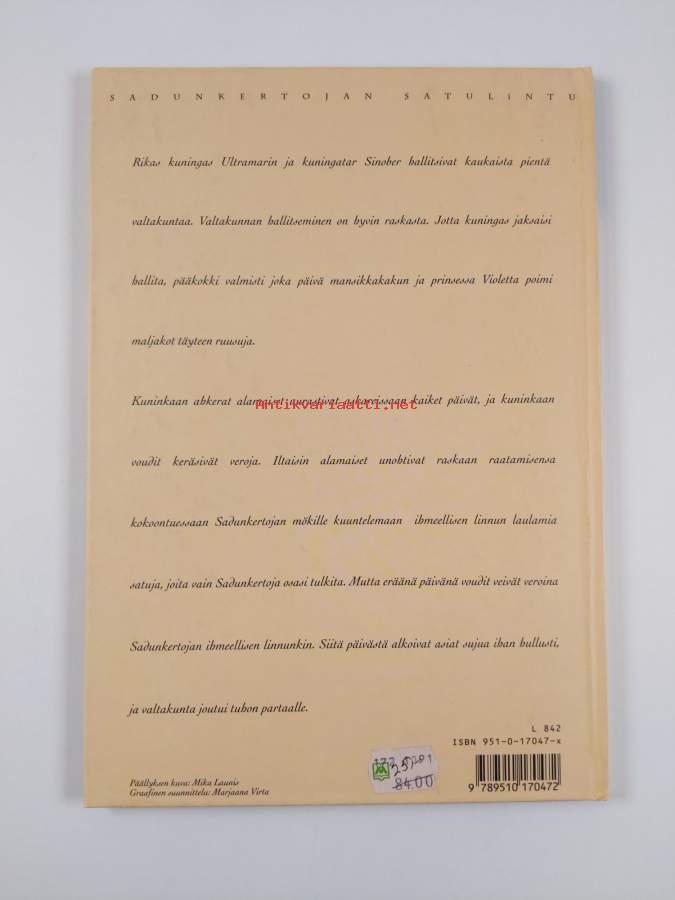 SADUNKERTOJAN SATULiNTU
Rikas kuningas Ultramarin ja kuningatar Sinober hallitsivat kaukaista pientä
valtakuntaa. Valtakunnan hallitseminen on hyvin raskasta. Jotta kuningas jaksaisi
hallita, pääkokki valmisti joka päivä mansikkakakun ja prinsessa Violetta poimi
maljakot täyteen ruusuja.
Kuninkaan ahkerat alamaiset aurastivat askareissaan kaiket päivät, ja kuninkaan
Antikvariaatti.net
voudit keräsivät veroja. Iltaisin alamaiset unohtivat raskaan raatamisensa
kokoontuessaan Sadunkertojan mökille kuuntelemaan ihmeellisen linnun laulamia
satuja, joita vain Sadunkertoja osasi tulkita. Mutta eräänä päivänä voudit veivät veroina
Sadunkertojan ihmeellisen linnunkin. Siitä päivästä alkoivat asiat sujua ihan hullusti,
ja valtakunta joutui tuhon partaalle.
L 842
ISBN 951-0-17047-x
25,-
84.00
9 789510 170472
Päällyksen kuva: Mika Launis
Graafinen suunnittelu: Marjaana Virta